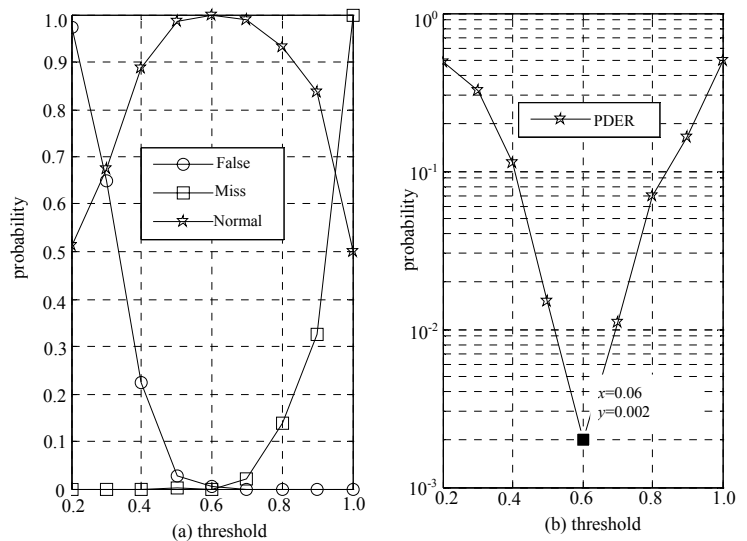 1.0
0.9
0.8
0.7
0.6
0.5
0.4
0.3
0.2
0.1
0
probability
False
Miss
Normal
0.2
0.4
0.6
0.8
1.0
(a) threshold
10^0
10^-1
10^-2
10^-3
probability
PDER
x=0.06
y=0.002
0.2
0.4
0.6
0.8
1.0
(b) threshold